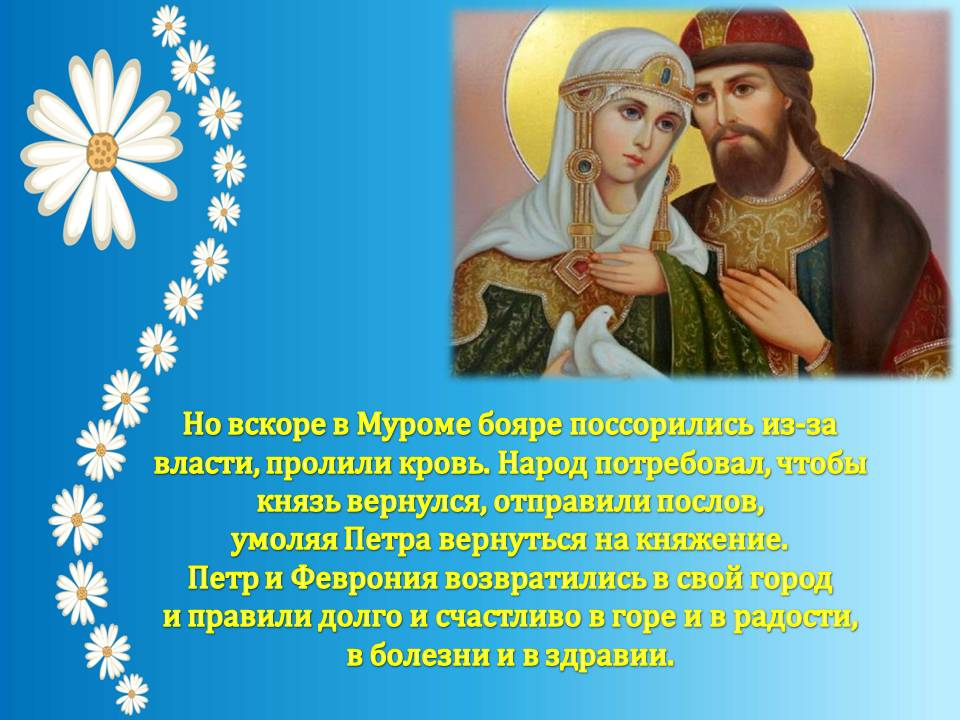 Но вскоре в Муроме бояре поссорились из-за
власти, пролили кровь. Народ потребовал, чтобы
князь вернулся, отправили послов,
умоляя Петра вернуться на княжение.
Петр и Феврония возвратились в свой город
и правили долго и счастливо в горе и в радости,
в болезни и в здравии.